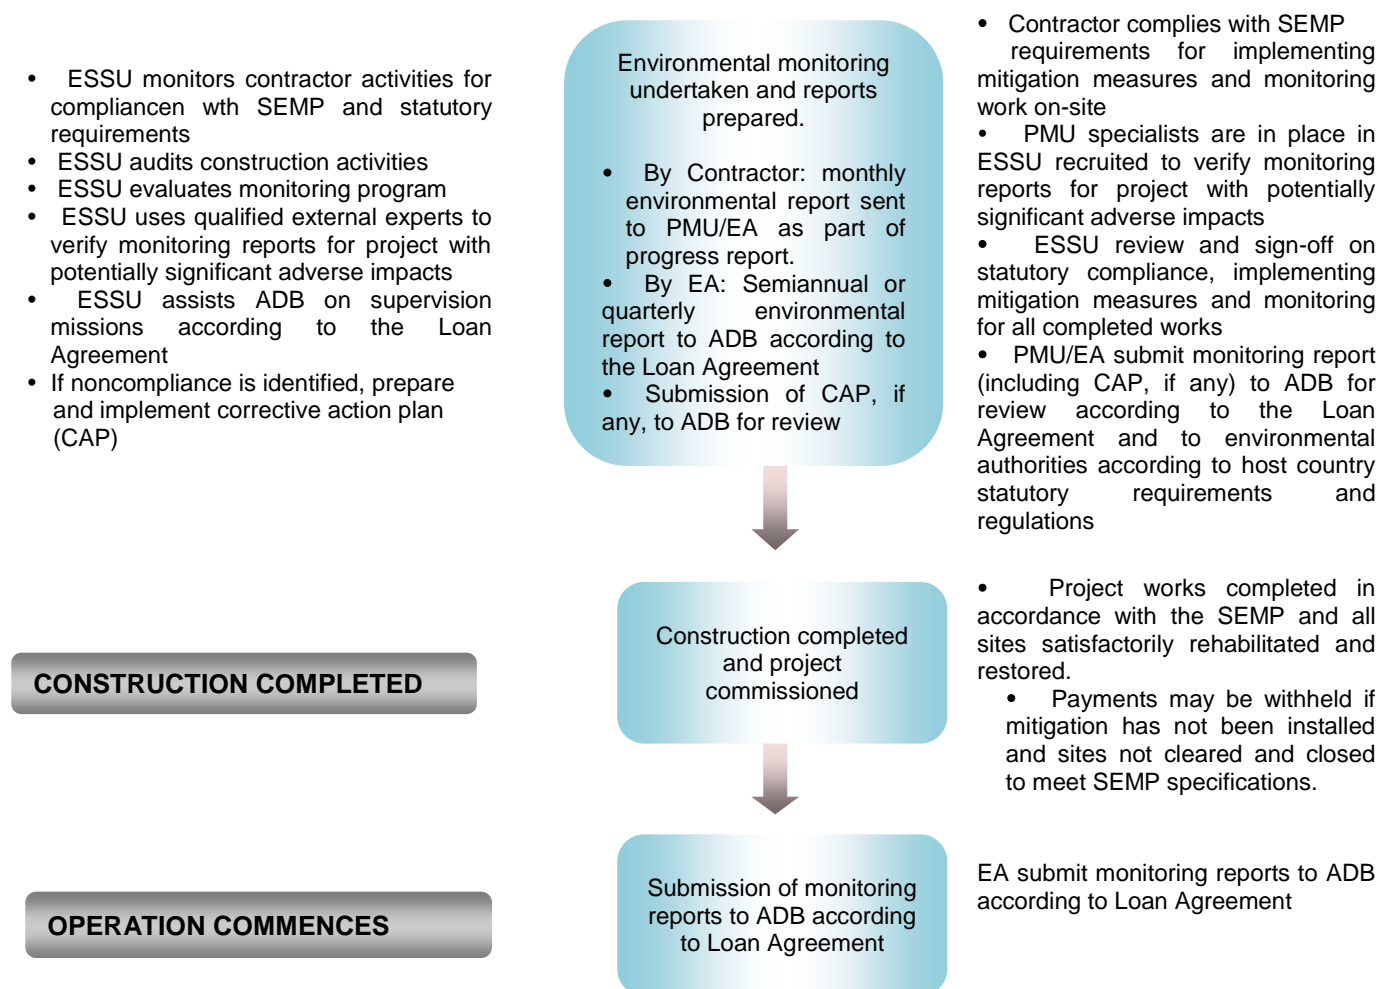 •   ESSU monitors contractor activities for
compliancen wth SEMP and statutory
requirements
•  ESSU audits construction activities
•  ESSU evaluates monitoring program
•  ESSU uses qualified external experts to
verify monitoring reports for project with
potentially significant adverse impacts
•  ESSU assists ADB on supervision
missions according to the Loan
Agreement
• If noncompliance is identified, prepare
and implement corrective action plan
(CAP)
Environmental monitoring
undertaken and reports
prepared.
•  By Contractor: monthly
environmental report sent
to PMU/EA as part of
progress report.
•  By EA: Semiannual or
quarterly environmental
report to ADB according to
the Loan Agreement
•  Submission of CAP, if
any, to ADB for review
•  Contractor complies with SEMP
requirements for implementing
mitigation measures and monitoring
work on-site
•  PMU specialists are in place in
ESSU recruited to verify monitoring
reports for project with potentially
significant adverse impacts
•  ESSU review and sign-off on
statutory compliance, implementing
mitigation measures and monitoring
for all completed works
•  PMU/EA submit monitoring report
(including CAP, if any) to ADB for
review according to the Loan
Agreement and to environmental
authorities according to host country
statutory requirements and
regulations
CONSTRUCTION COMPLETED
Construction completed
and project
commissioned
•  Project works completed in
accordance with the SEMP and all
sites satisfactorily rehabilitated and
restored.
•  Payments may be withheld if
mitigation has not been installed
and sites not cleared and closed
to meet SEMP specifications.
OPERATION COMMENCES
Submission of monitoring
reports to ADB according
to Loan Agreement
EA submit monitoring reports to ADB
according to Loan Agreement